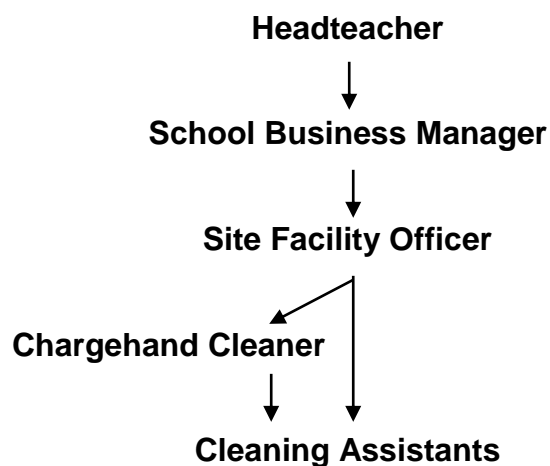 Headteacher
School Business Manager
Site Facility Officer
Chargehand Cleaner
Cleaning Assistants